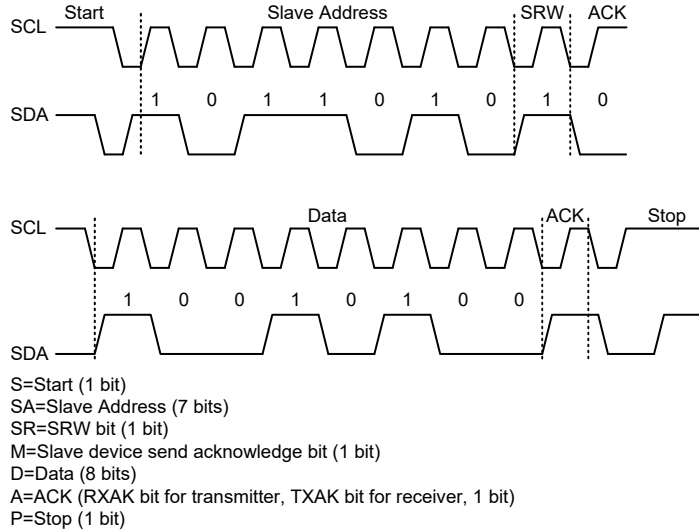 Start Slave Address SRW ACK
SCL
1 0 1 1 0 1 0 1 0
SDA
Data ACK Stop
SCL
1 0 0 1 0 1 0 0
SDA
S=Start (1 bit)
SA=Slave Address (7 bits)
SR=SRW bit (1 bit)
M=Slave device send acknowledge bit (1 bit)
D=Data (8 bits)
A=ACK (RXAK bit for transmitter, TXAK bit for receiver, 1 bit)
P=Stop (1 bit)